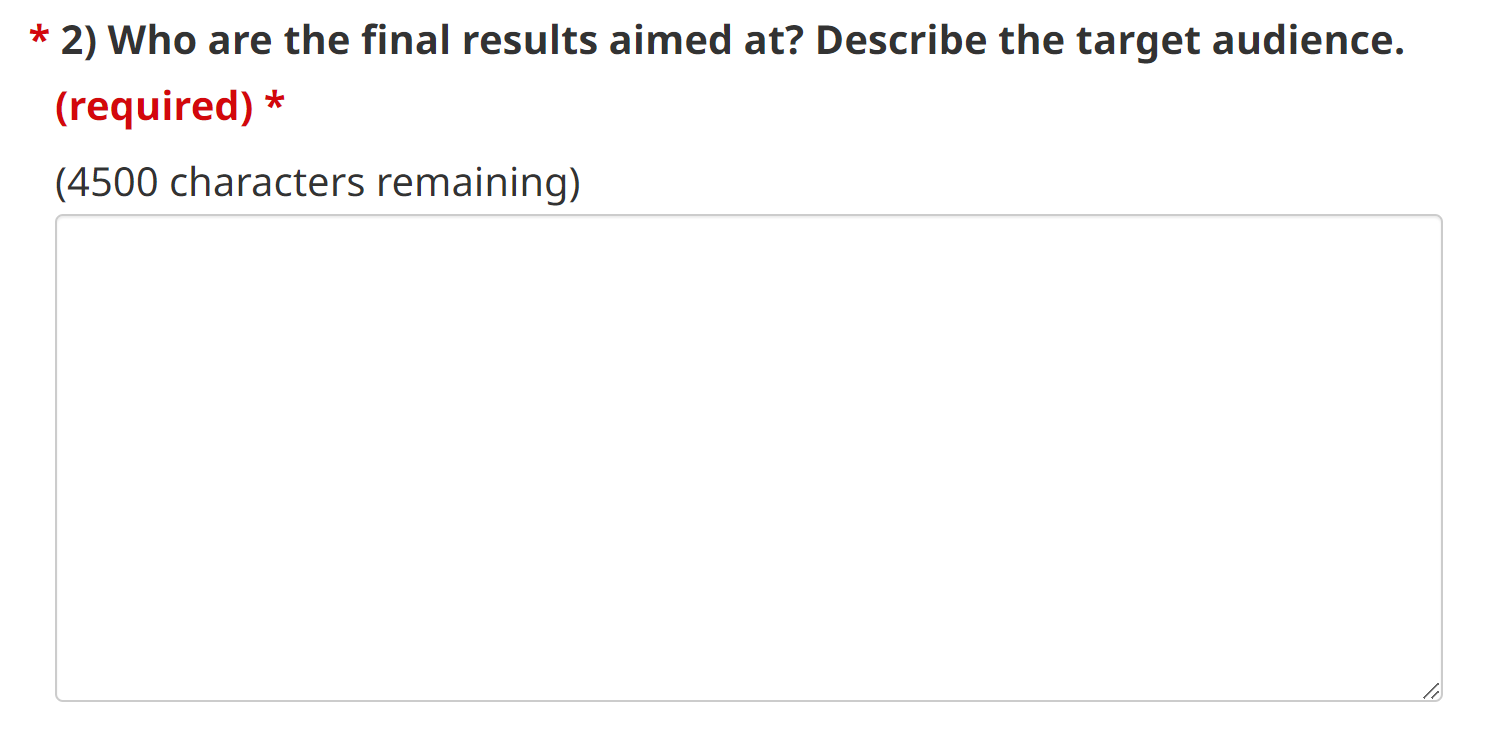 * 2) Who are the final results aimed at? Describe the target audience.
(required) *
(4500 characters remaining)